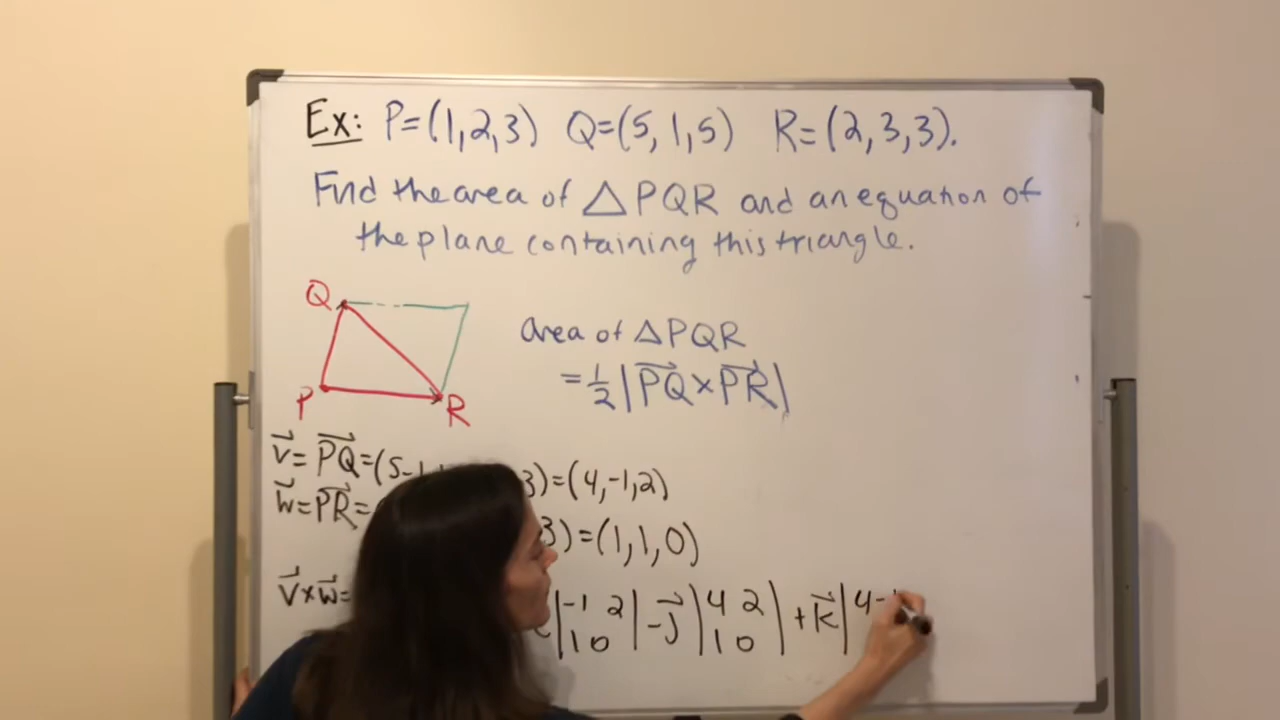 Ex: P=(1,2,3) Q=(5,1,5) R=(2,3,3).
Find the area of △PQR and an equation of
the plane containing this triangle.
Q
P
R
area of △PQR
=1/2|PQ×PR|
v=PQ=(5-1 3)=(4,-1,2)
w=PR= 3)=(1,1,0)
v×w= |-1 2| -j |4 2| +k |4 -1
|1 0| |1 0|